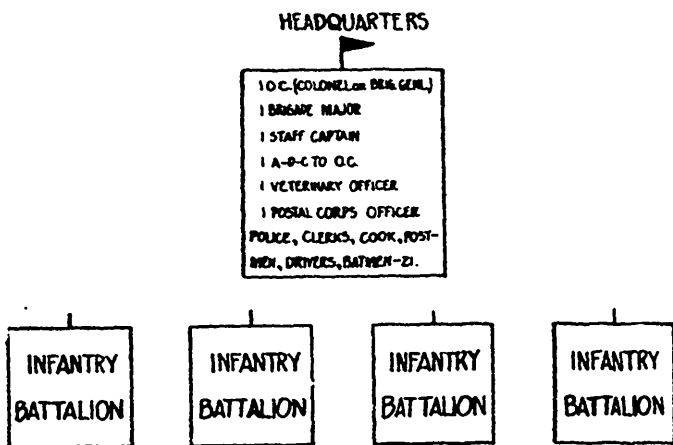 HEADQUARTERS
1 O.C. (COLONEL OR BRIG. GENL.)
1 BRIGADE MAJOR
1 STAFF CAPTAIN
1 A-D-C TO O.C.
1 VETERINARY OFFICER
1 POSTAL CORPS OFFICER
POLICE, CLERKS, COOK, POST-
MEN, DRIVERS, BATMEN-21.
INFANTRY INFANTRY INFANTRY INFANTRY
BATTALION BATTALION BATTALION BATTALION